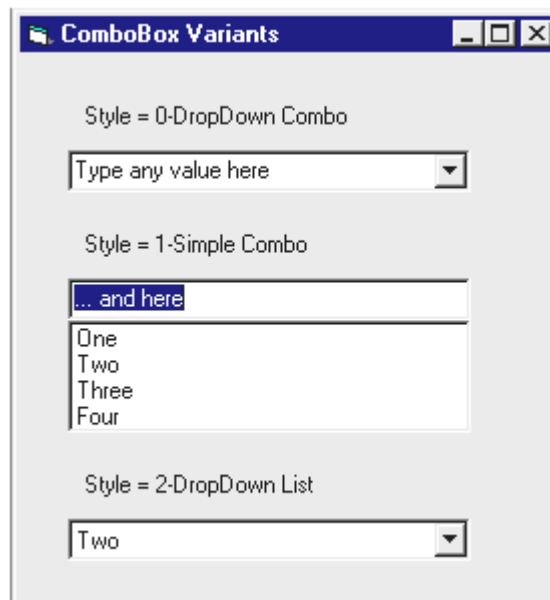 ComboBox Variants
Style = 0-DropDown Combo
Type any value here
Style = 1-Simple Combo
... and here
One
Two
Three
Four
Style = 2-DropDown List
Two